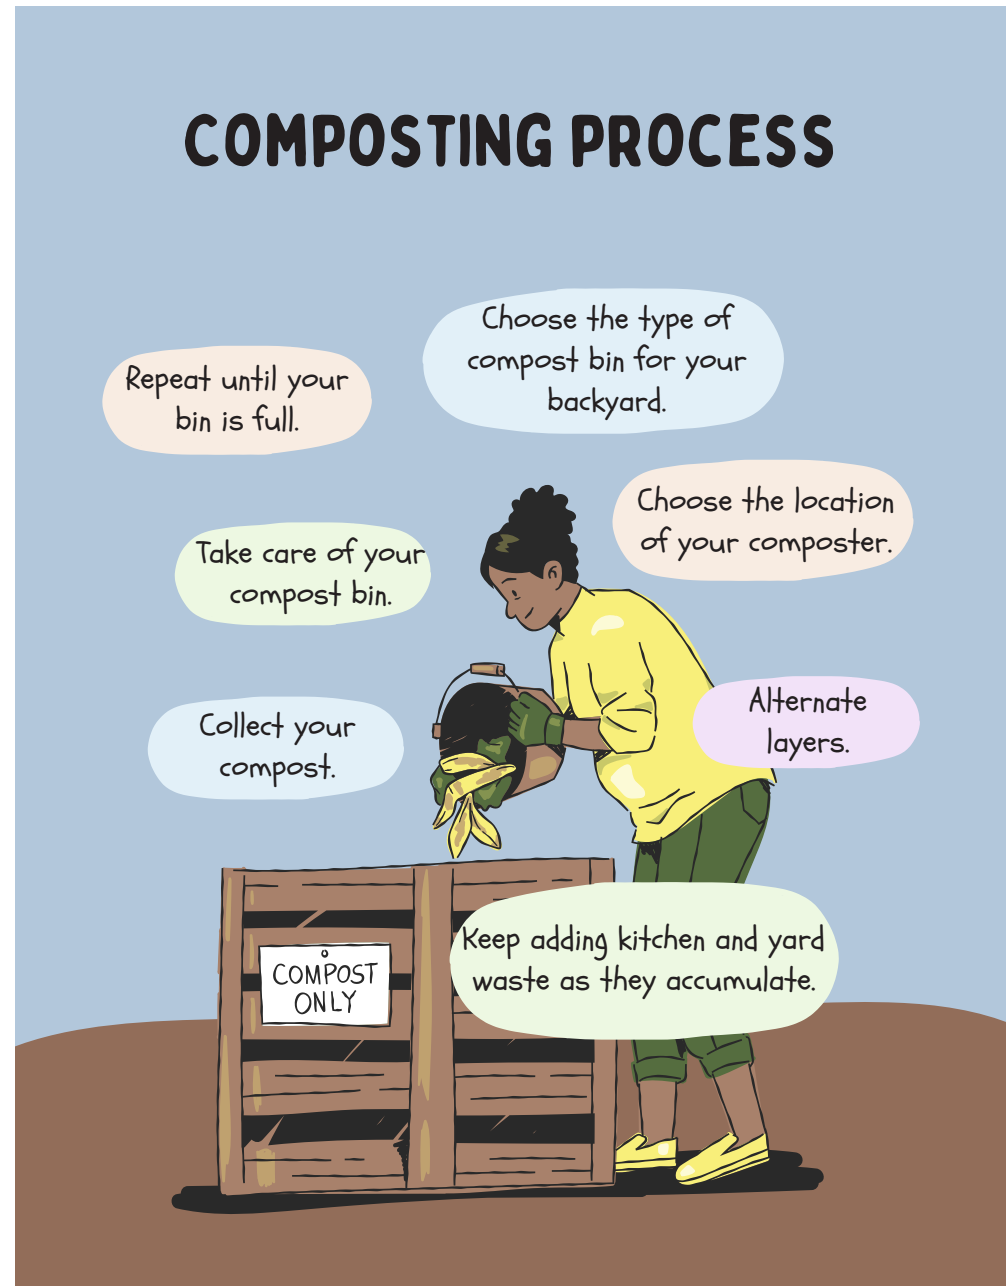 COMPOSTING PROCESS
Choose the type of
compost bin for your
backyard.
Repeat until your
bin is full.
Choose the location
of your composter.
Take care of your
compost bin.
Alternate
layers.
Collect your
compost.
Keep adding kitchen and yard
waste as they accumulate.
COMPOST
ONLY